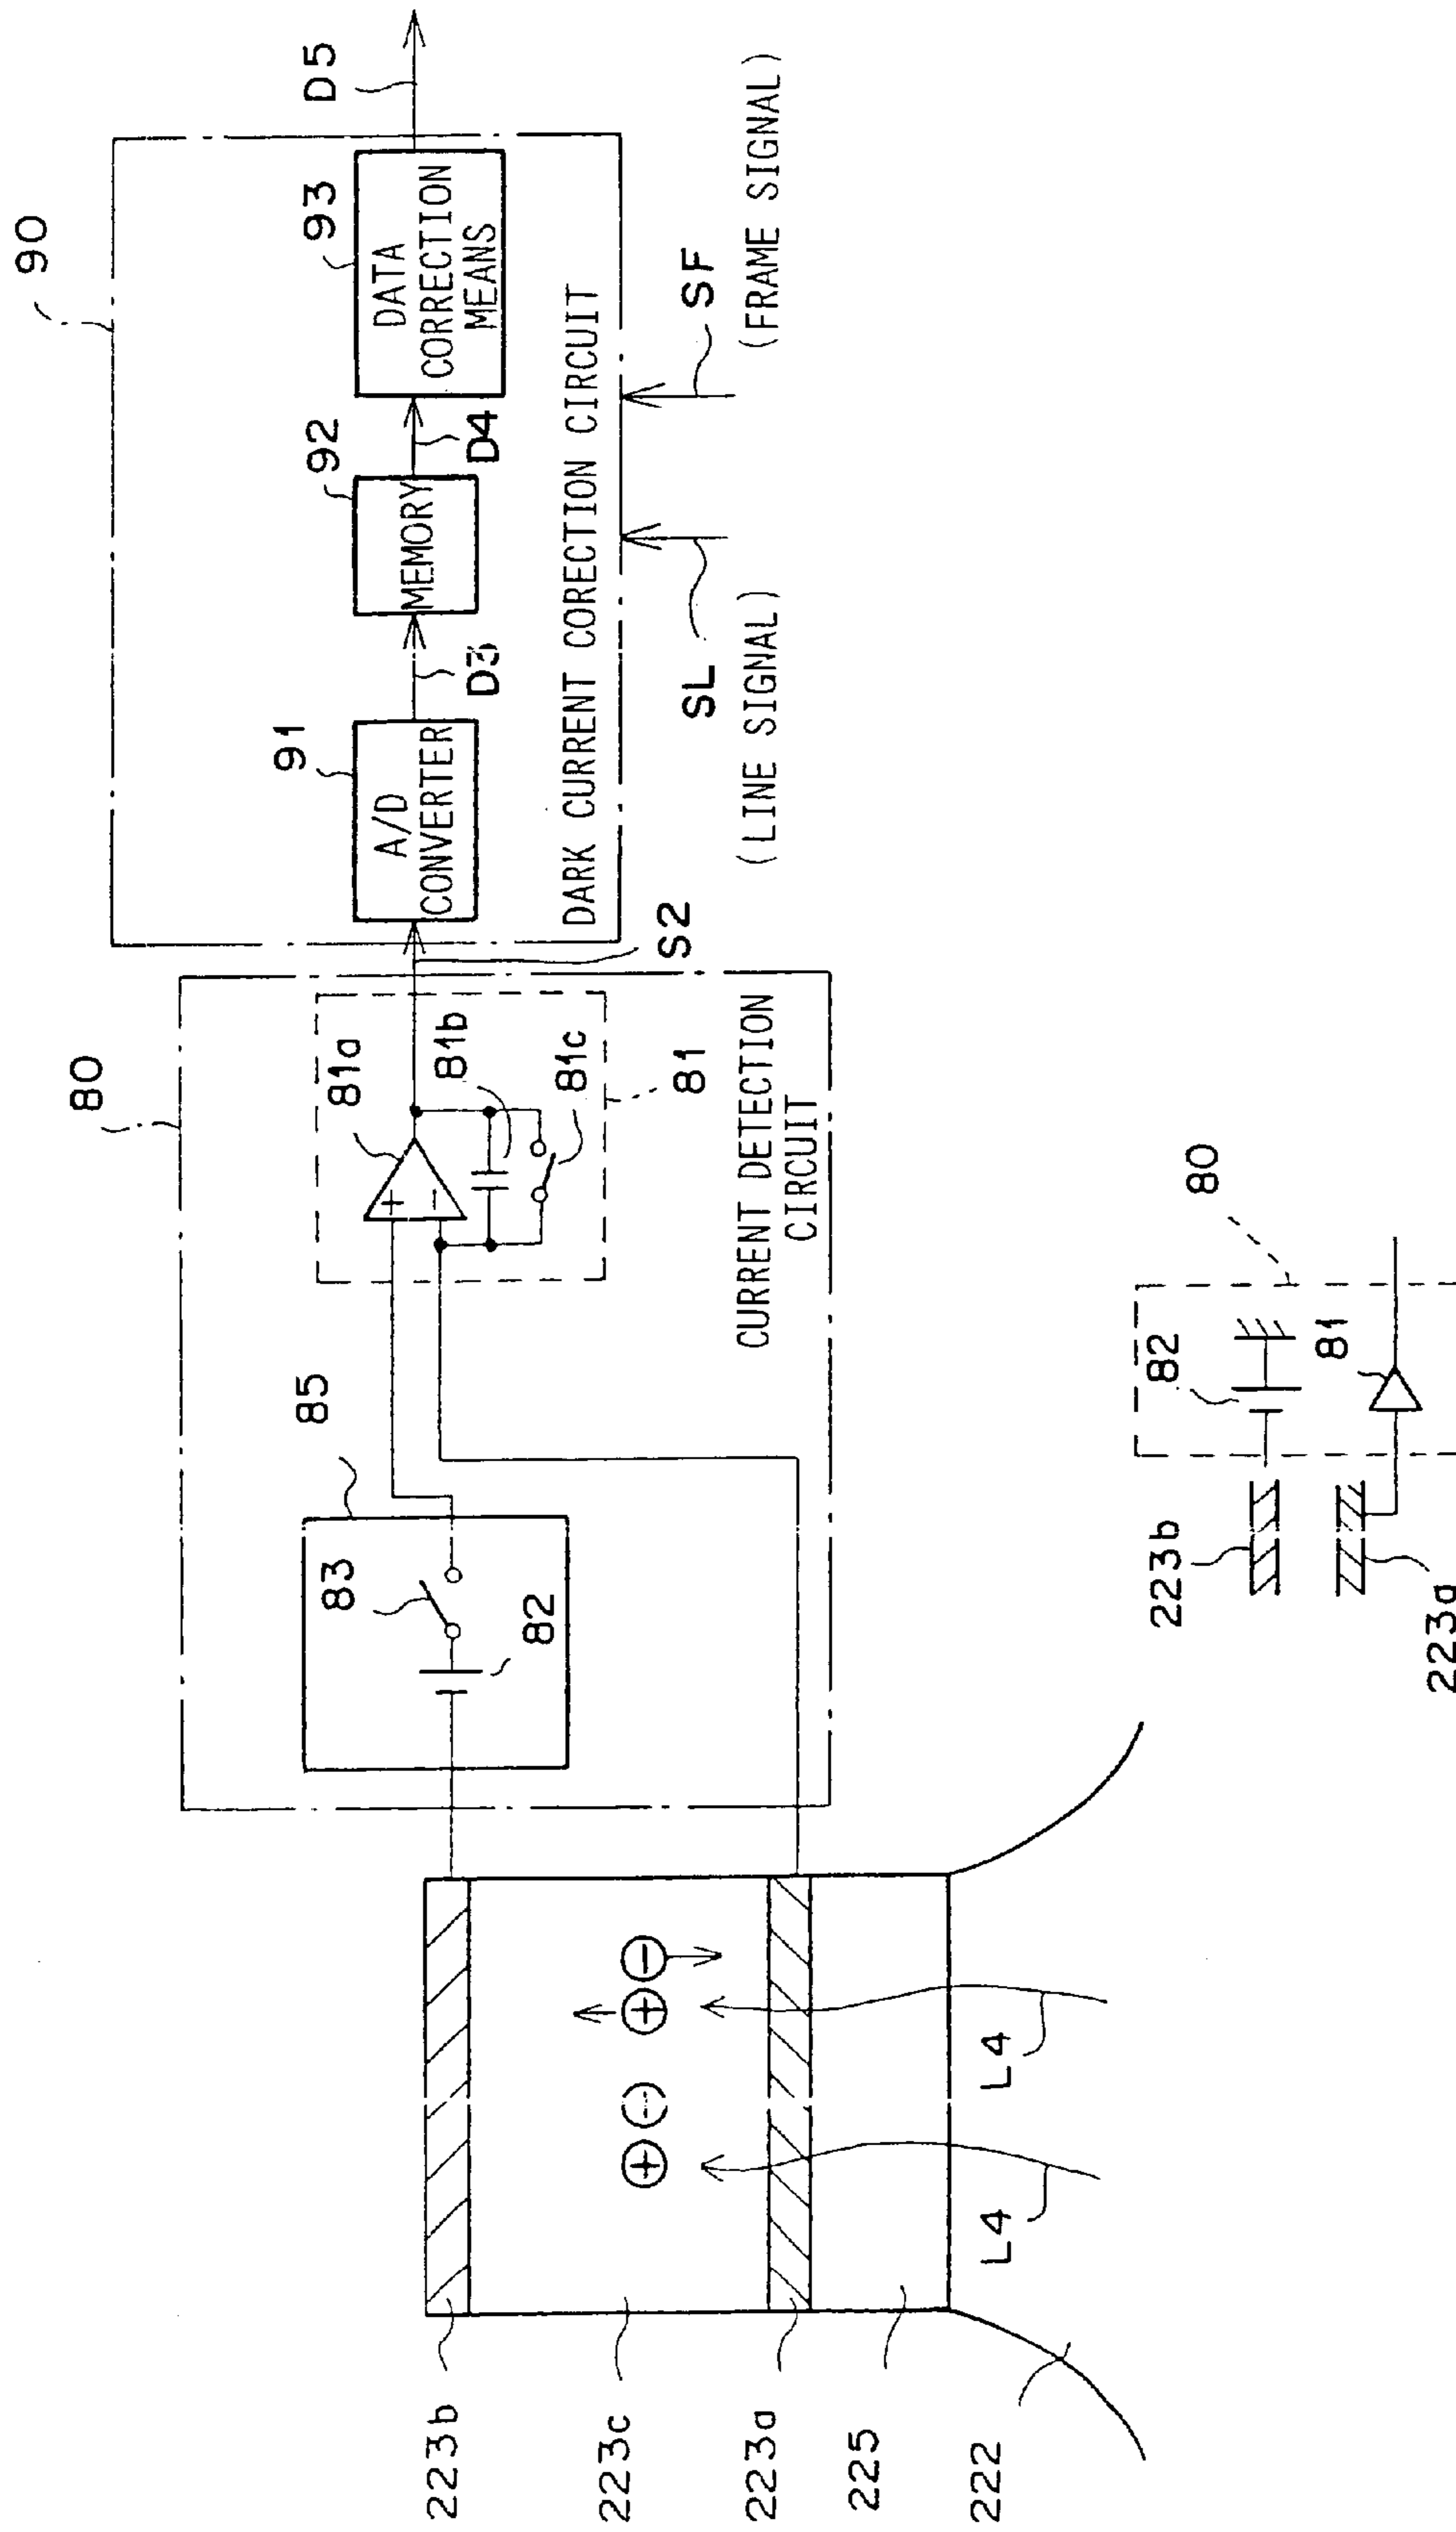 90
91
A/D
CONVERTER
D3
92
MEMORY
D4
93
DATA
CORRECTION
MEANS
D5
DARK CURRENT CORECTION CIRCUIT
SL
(LINE SIGNAL)
SF
(FRAME SIGNAL)
80
85
83
82
81a
+
−
81b
81c
81
S2
CURRENT DETECTION
CIRCUIT
223b
223c
223a
225
222
+
−
+
−
L4
L4
80
223b
82
223a
81